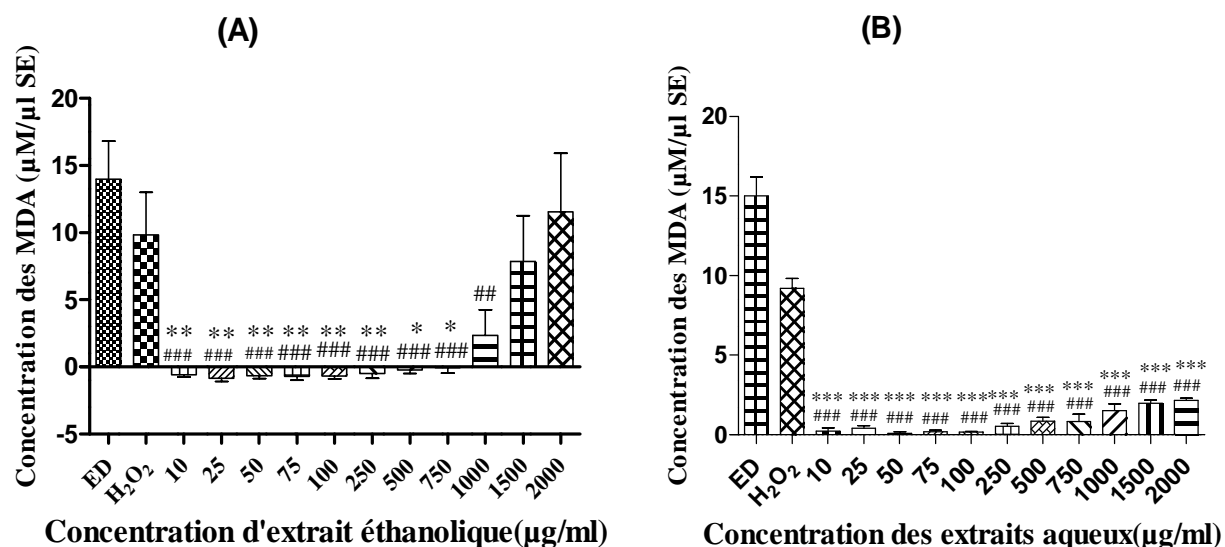 (A)
Concentration des MDA (µM/µl SE)
20
15
10
5
0
-5
** ** ** ** ** ** * * ##
### ### ### ### ### ### ### ###
ED H₂O₂ 10 25 50 75 100 250 500 750 1000 1500 2000
Concentration d'extrait éthanolique(µg/ml)
(B)
Concentration des MDA (µM/µl SE)
20
15
10
5
0
*** *** *** *** *** *** *** *** *** *** ***
### ### ### ### ### ### ### ### ### ### ###
ED H₂O₂ 10 25 50 75 100 250 500 750 1000 1500 2000
Concentration des extraits aqueux(µg/ml)